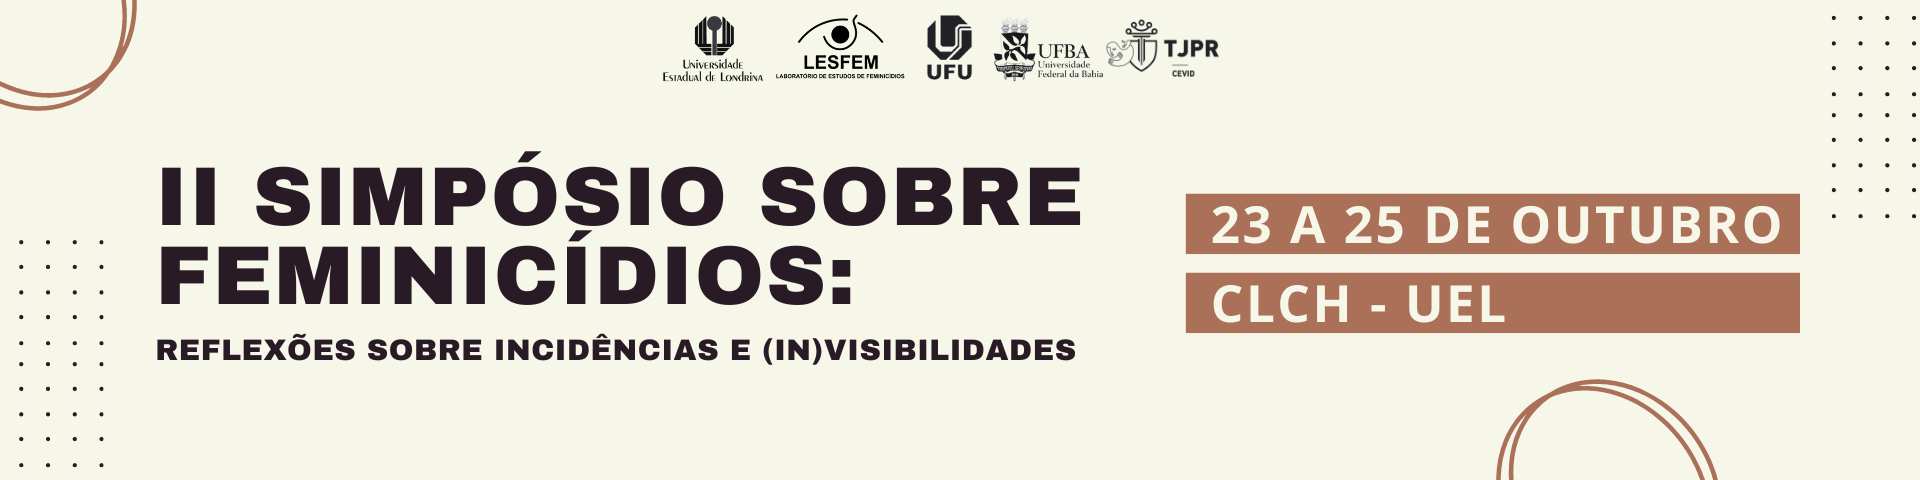 Universidade
Estadual de Londrina
LESFEM
LABORATÓRIO DE ESTUDOS DE FEMINICÍDIOS
UFU
UFBA
Universidade
Federal da Bahia
TJPR
CEVID
II SIMPÓSIO SOBRE
FEMINICÍDIOS:
REFLEXÕES SOBRE INCIDÊNCIAS E (IN)VISIBILIDADES
23 A 25 DE OUTUBRO
CLCH - UEL